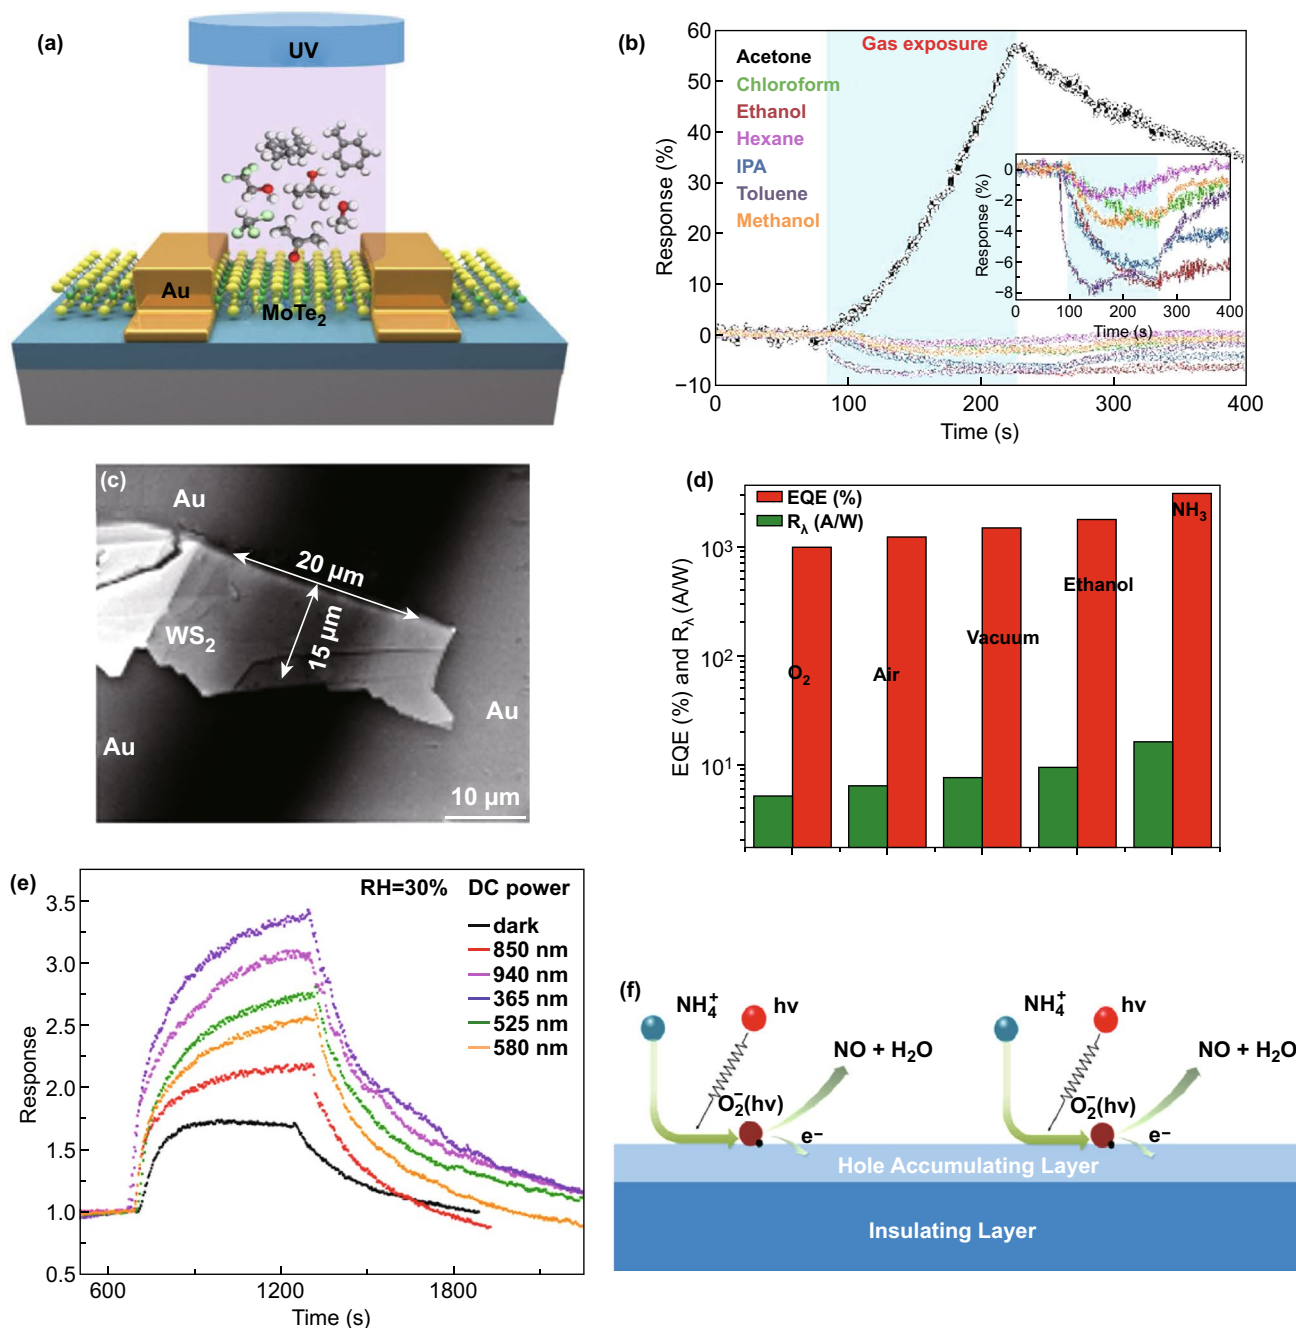 (a)
UV
Au
MoTe2
(b)
Gas exposure
Acetone
Chloroform
Ethanol
Hexane
IPA
Toluene
Methanol
Response (%)
60
50
40
30
20
10
0
−10
0
100
200
300
400
Time (s)
Response (%)
0
−2
−4
−6
−8
0
100
200
300
400
Time (s)
(c)
Au
20 µm
15 µm
WS2
Au
Au
10 µm
(d)
EQE (%)
Rλ (A/W)
EQE (%) and Rλ (A/W)
10³
10²
10¹
O2
Air
Vacuum
Ethanol
NH3
(e)
RH=30% DC power
dark
850 nm
940 nm
365 nm
525 nm
580 nm
Response
3.5
3.0
2.5
2.0
1.5
1.0
0.5
600
1200
1800
Time (s)
(f)
NH4+ hv
NO + H2O
O2−(hv)
e−
NH4+ hv
NO + H2O
O2−(hv)
e−
Hole Accumulating Layer
Insulating Layer